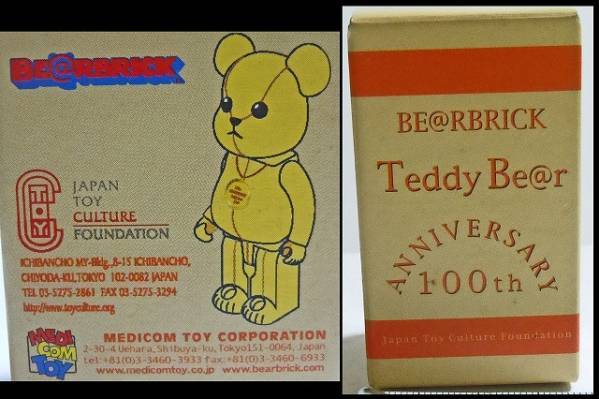 BE@RBRICK
JAPAN
TOY
CULTURE
FOUNDATION
ICHIBANCHO MY-Bldg.,8-15 ICHIBANCHO,
CHIYODA-KU,TOKYO 102-0082 JAPAN
TEL 03-5275-2861 FAX 03-5275-3294
http://www.toyculture.org
MEDI
COM
TOY
MEDICOM TOY CORPORATION
2-30-4 Uehara, Shibuya-ku, Tokyo151-0064, Japan
tel:+81(0)3-3460-3933 fax:+81(0)3-3460-6933
www.medicomtoy.co.jp www.bearbrick.com
BE@RBRICK
Teddy Be@r
ANNIVERSARY
100th
Japan Toy Culture Foundation